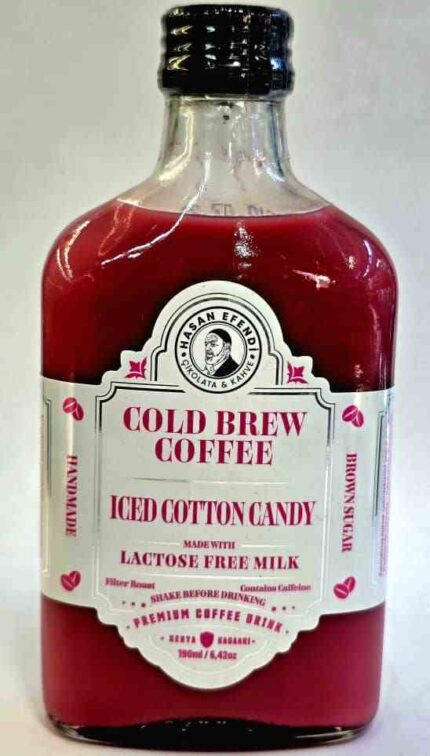 HASAN EFENDİ
ÇİKOLATA & KAHVE
COLD BREW
COFFEE
ICED COTTON CANDY
MADE WITH
LACTOSE FREE MILK
Filter Roast
Contains Caffeine
SHAKE BEFORE DRINKING
PREMIUM COFFEE DRINK
KENYA
190ml / 6,42oz
HANDMADE
BROWN SUGAR